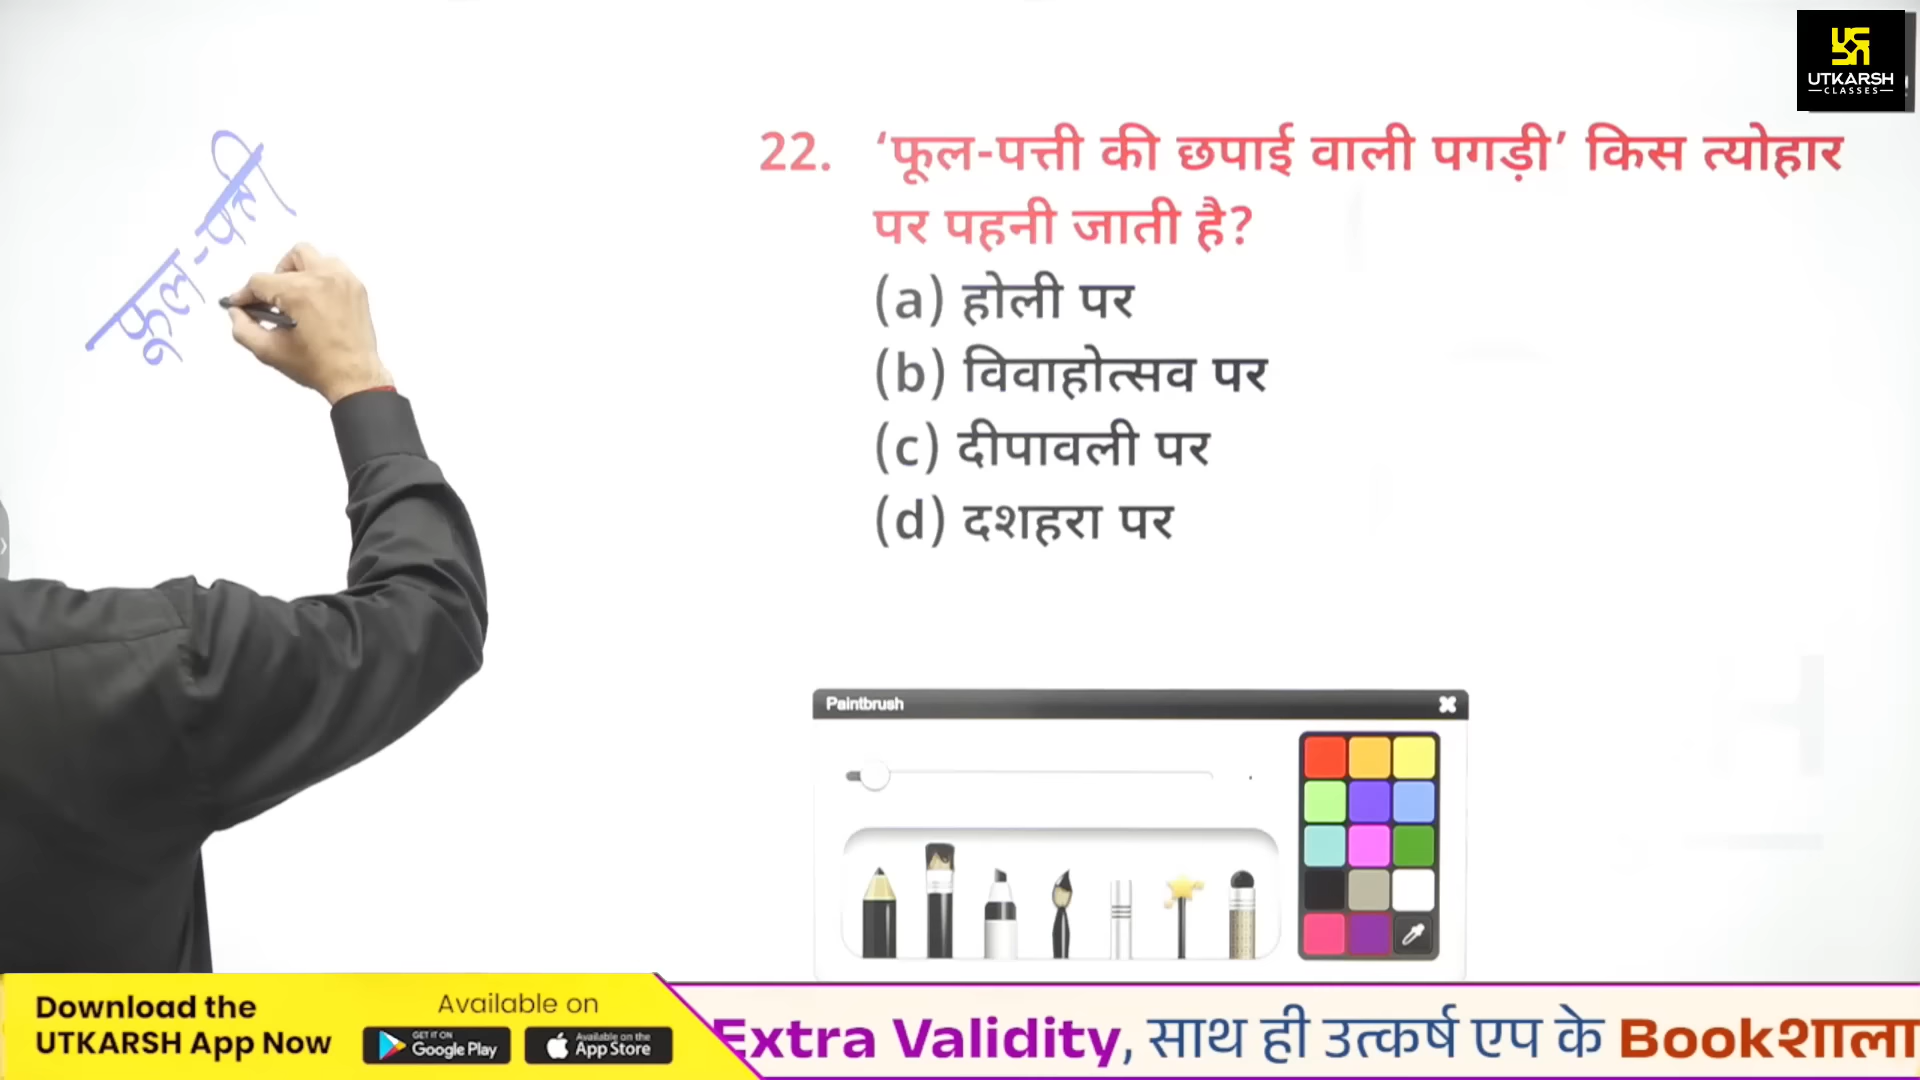 UTKARSH
CLASSES
फूल-पत्ती
22. ‘फूल-पत्ती की छपाई वाली पगड़ी’ किस त्योहार
पर पहनी जाती है?
(a) होली पर
(b) विवाहोत्सव पर
(c) दीपावली पर
(d) दशहरा पर
Paintbrush
Download the
UTKARSH App Now
Available on
GET IT ON
Google Play
Available on the
App Store
Extra Validity, साथ ही उत्कर्ष एप के Bookशाला